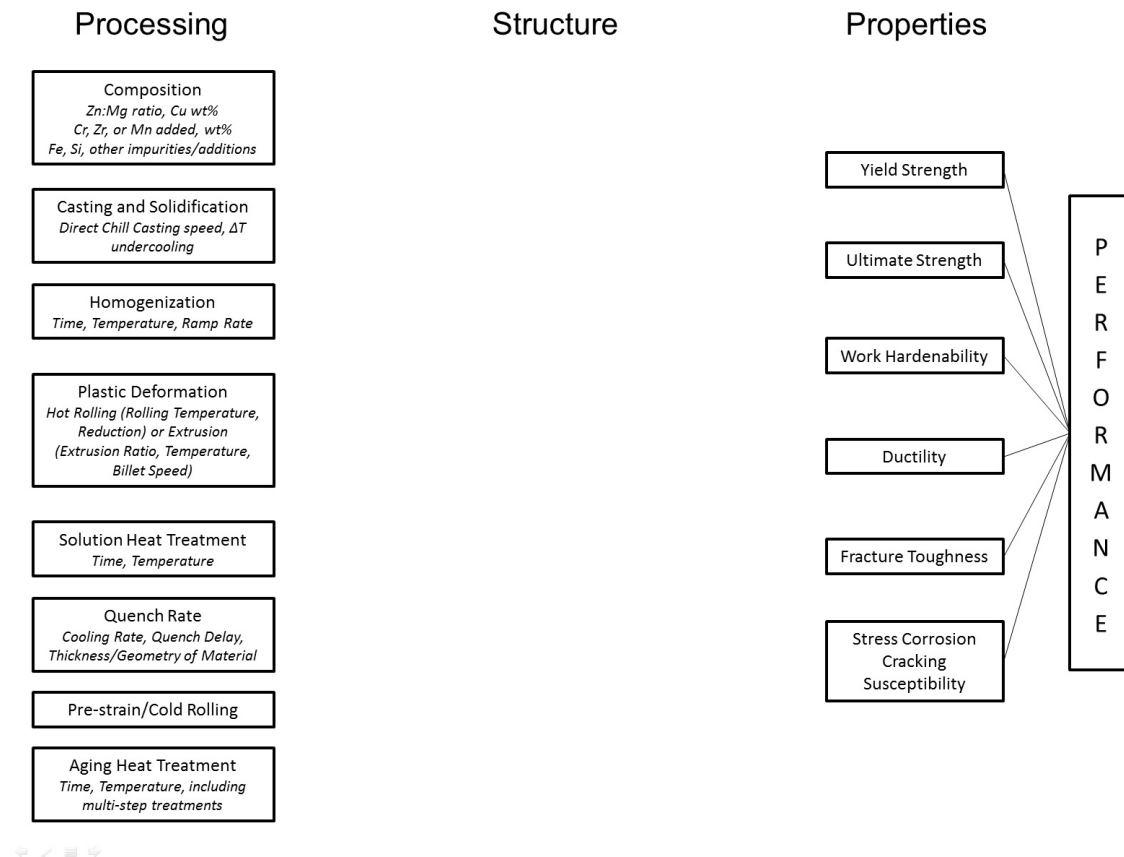 Processing
Structure
Properties
Composition
Zn:Mg ratio, Cu wt%
Cr, Zr, or Mn added, wt%
Fe, Si, other impurities/additions
Casting and Solidification
Direct Chill Casting speed, ΔT
undercooling
Homogenization
Time, Temperature, Ramp Rate
Plastic Deformation
Hot Rolling (Rolling Temperature,
Reduction) or Extrusion
(Extrusion Ratio, Temperature,
Billet Speed)
Solution Heat Treatment
Time, Temperature
Quench Rate
Cooling Rate, Quench Delay,
Thickness/Geometry of Material
Pre-strain/Cold Rolling
Aging Heat Treatment
Time, Temperature, including
multi-step treatments
Yield Strength
Ultimate Strength
Work Hardenability
Ductility
Fracture Toughness
Stress Corrosion
Cracking
Susceptibility
PERFORMANCE